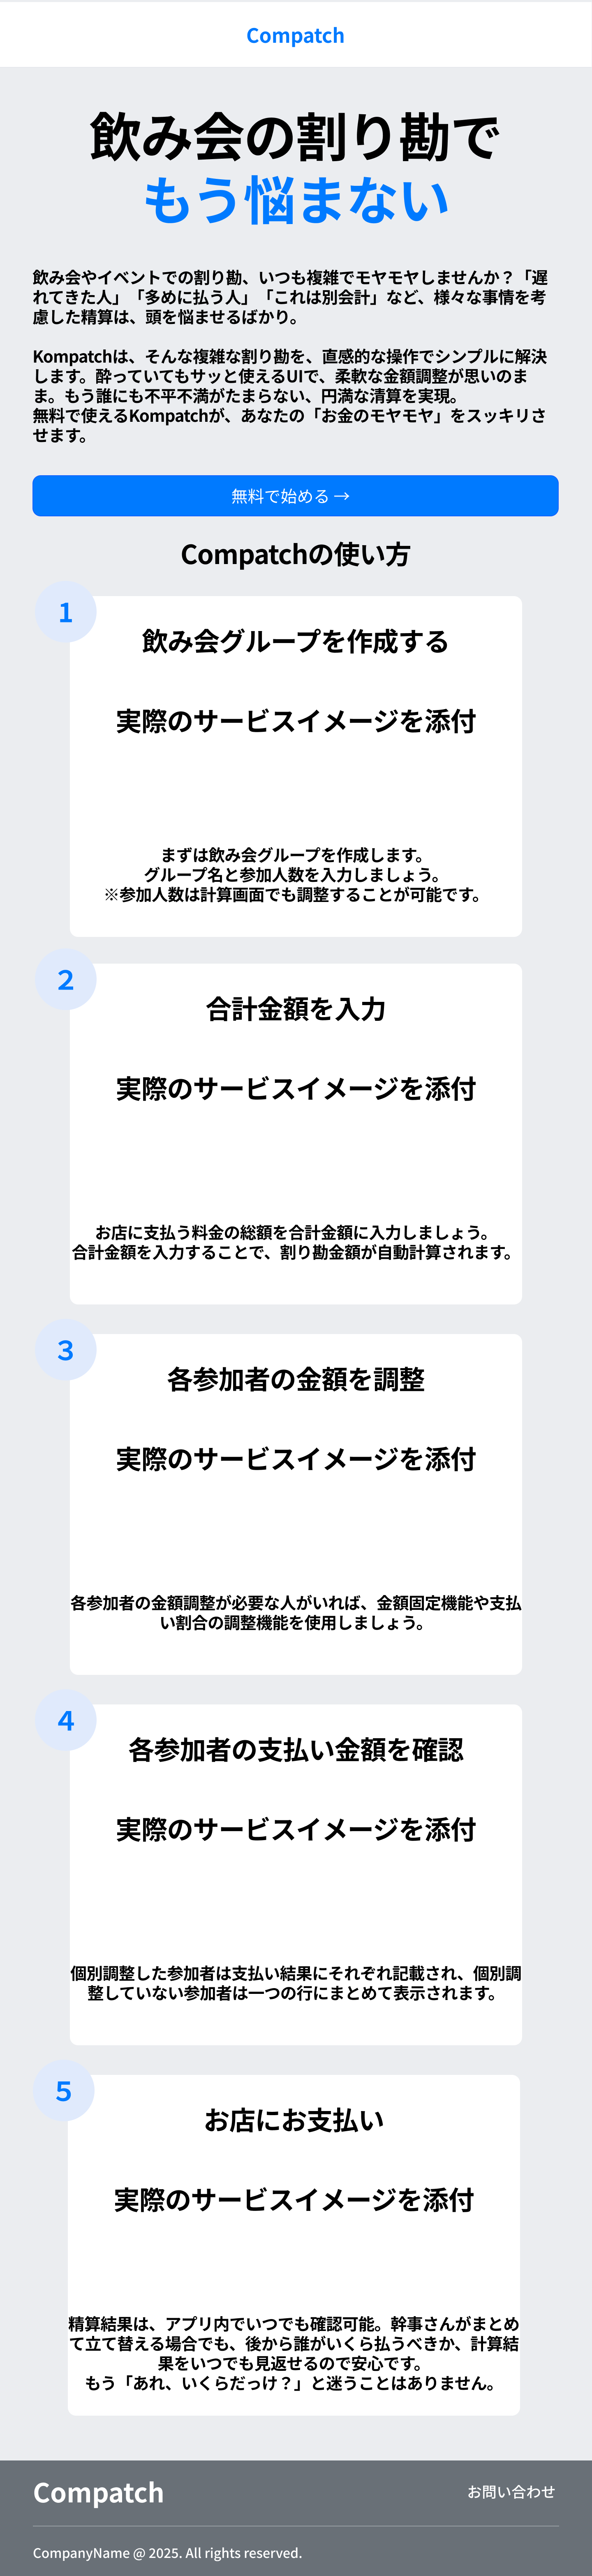 Compatch
飲み会の割り勘で
もう悩まない
飲み会やイベントでの割り勘、いつも複雑でモヤモヤしませんか？「遅
れてきた人」「多めに払う人」「これは別会計」など、様々な事情を考
慮した精算は、頭を悩ませるばかり。
Kompatchは、そんな複雑な割り勘を、直感的な操作でシンプルに解決
します。酔っていてもサッと使えるUIで、柔軟な金額調整が思いのま
ま。もう誰にも不平不満がたまらない、円満な清算を実現。
無料で使えるKompatchが、あなたの「お金のモヤモヤ」をスッキリさ
せます。
無料で始める →
Compatchの使い方
1
飲み会グループを作成する
実際のサービスイメージを添付
まずは飲み会グループを作成します。
グループ名と参加人数を入力しましょう。
※参加人数は計算画面でも調整することが可能です。
2
合計金額を入力
実際のサービスイメージを添付
お店に支払う料金の総額を合計金額に入力しましょう。
合計金額を入力することで、割り勘金額が自動計算されます。
3
各参加者の金額を調整
実際のサービスイメージを添付
各参加者の金額調整が必要な人がいれば、金額固定機能や支払
い割合の調整機能を使用しましょう。
4
各参加者の支払い金額を確認
実際のサービスイメージを添付
個別調整した参加者は支払い結果にそれぞれ記載され、個別調
整していない参加者は一つの行にまとめて表示されます。
5
お店にお支払い
実際のサービスイメージを添付
精算結果は、アプリ内でいつでも確認可能。幹事さんがまとめ
て立て替える場合でも、後から誰がいくら払うべきか、計算結
果をいつでも見返せるので安心です。
もう「あれ、いくらだっけ？」と迷うことはありません。
Compatch
お問い合わせ
CompanyName @ 2025. All rights reserved.